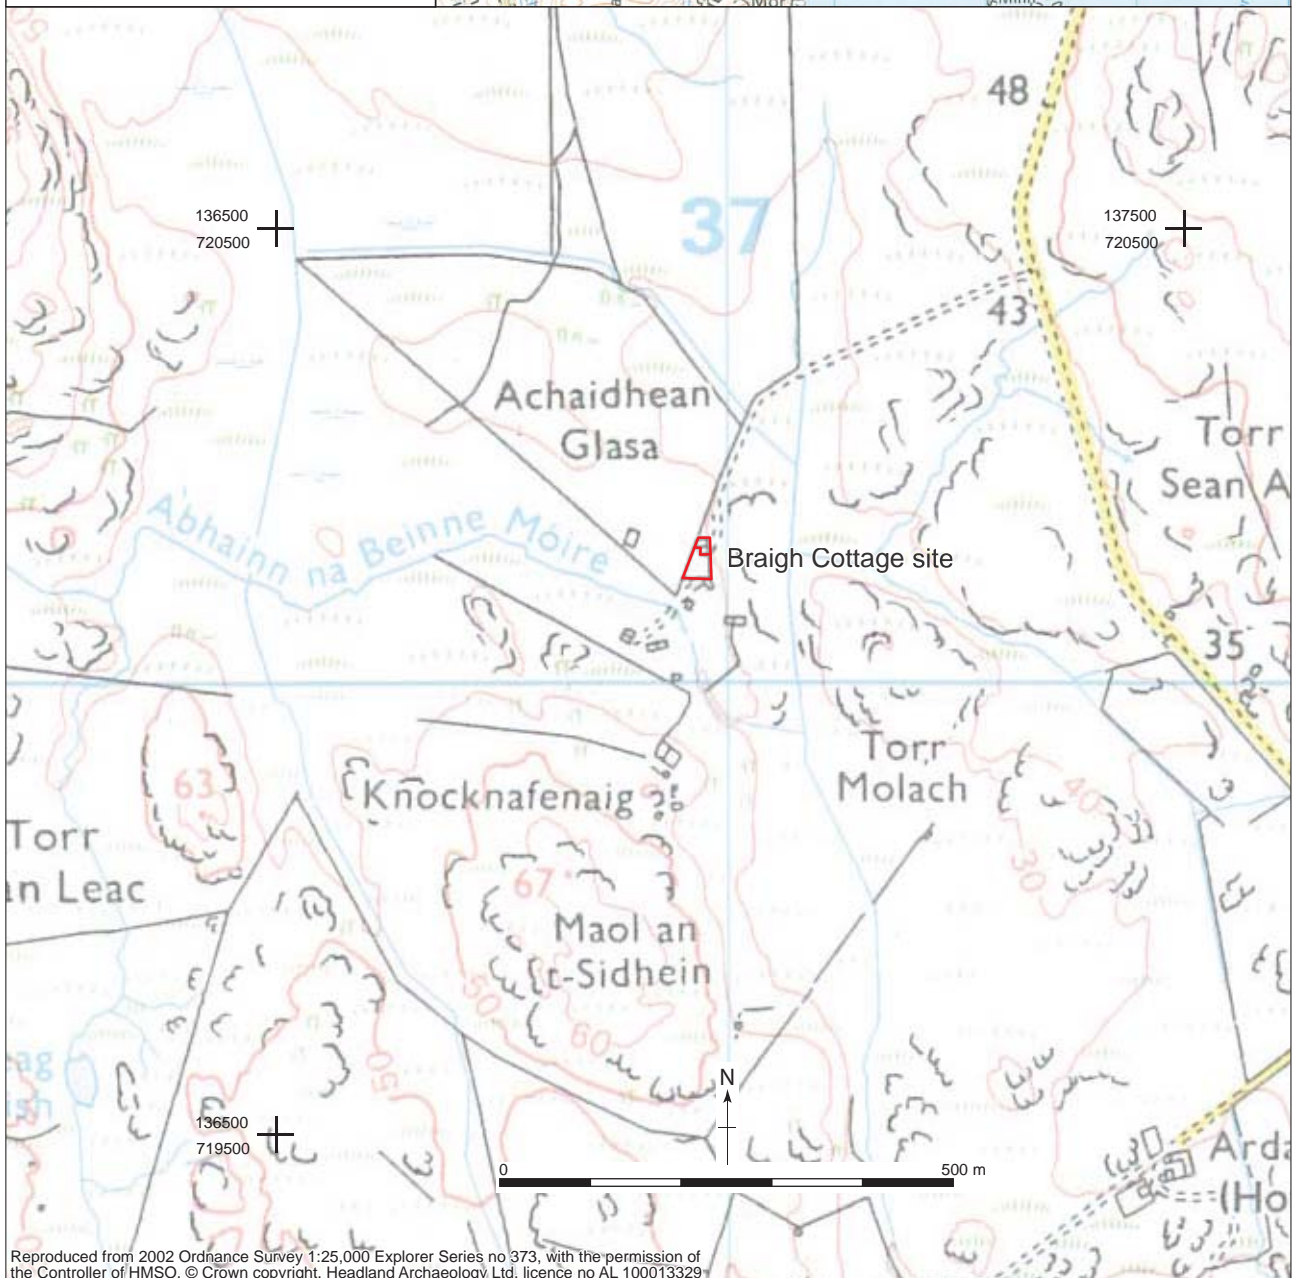 48
136500
720500
37
137500
720500
43
Achaidhean
Glasa
Torr
Sean A
Abhainn na Beinne Móire
Braigh Cottage site
35
Torr
Molach
63
Knocknafenaig
40
30
Torr
an Leac
67
Maol an
t-Sidhein
50
60
50
N
136500
719500
0
500 m
Arda
(Ho
Reproduced from 2002 Ordnance Survey 1:25,000 Explorer Series no 373, with the permission of
the Controller of HMSO. © Crown copyright. Headland Archaeology Ltd, licence no AL 100013329